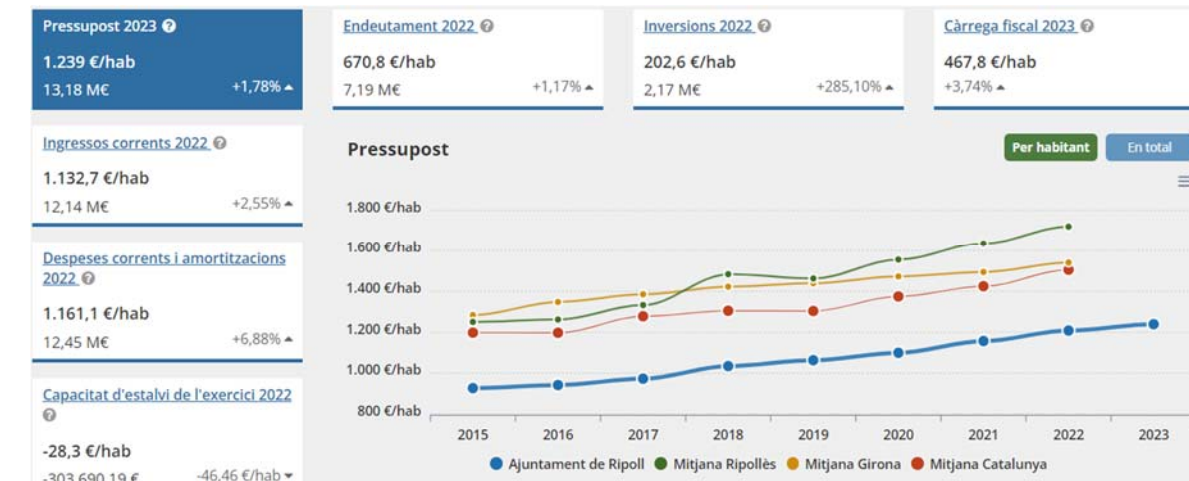 Pressupost 2023
1.239 €/hab
13,18 M€ +1,78%
Endeutament 2022
670,8 €/hab
7,19 M€ +1,17%
Inversions 2022
202,6 €/hab
2,17 M€ +285,10%
Càrrega fiscal 2023
467,8 €/hab
+3,74%
Ingressos corrents 2022
1.132,7 €/hab
12,14 M€ +2,55%
Despeses corrents i amortitzacions
2022
1.161,1 €/hab
12,45 M€ +6,88%
Capacitat d'estalvi de l'exercici 2022
-28,3 €/hab
-303.690,19 € -46,46 €/hab
Pressupost
Per habitant En total
1.800 €/hab
1.600 €/hab
1.400 €/hab
1.200 €/hab
1.000 €/hab
800 €/hab
2015 2016 2017 2018 2019 2020 2021 2022 2023
Ajuntament de Ripoll Mitjana Ripollès Mitjana Girona Mitjana Catalunya